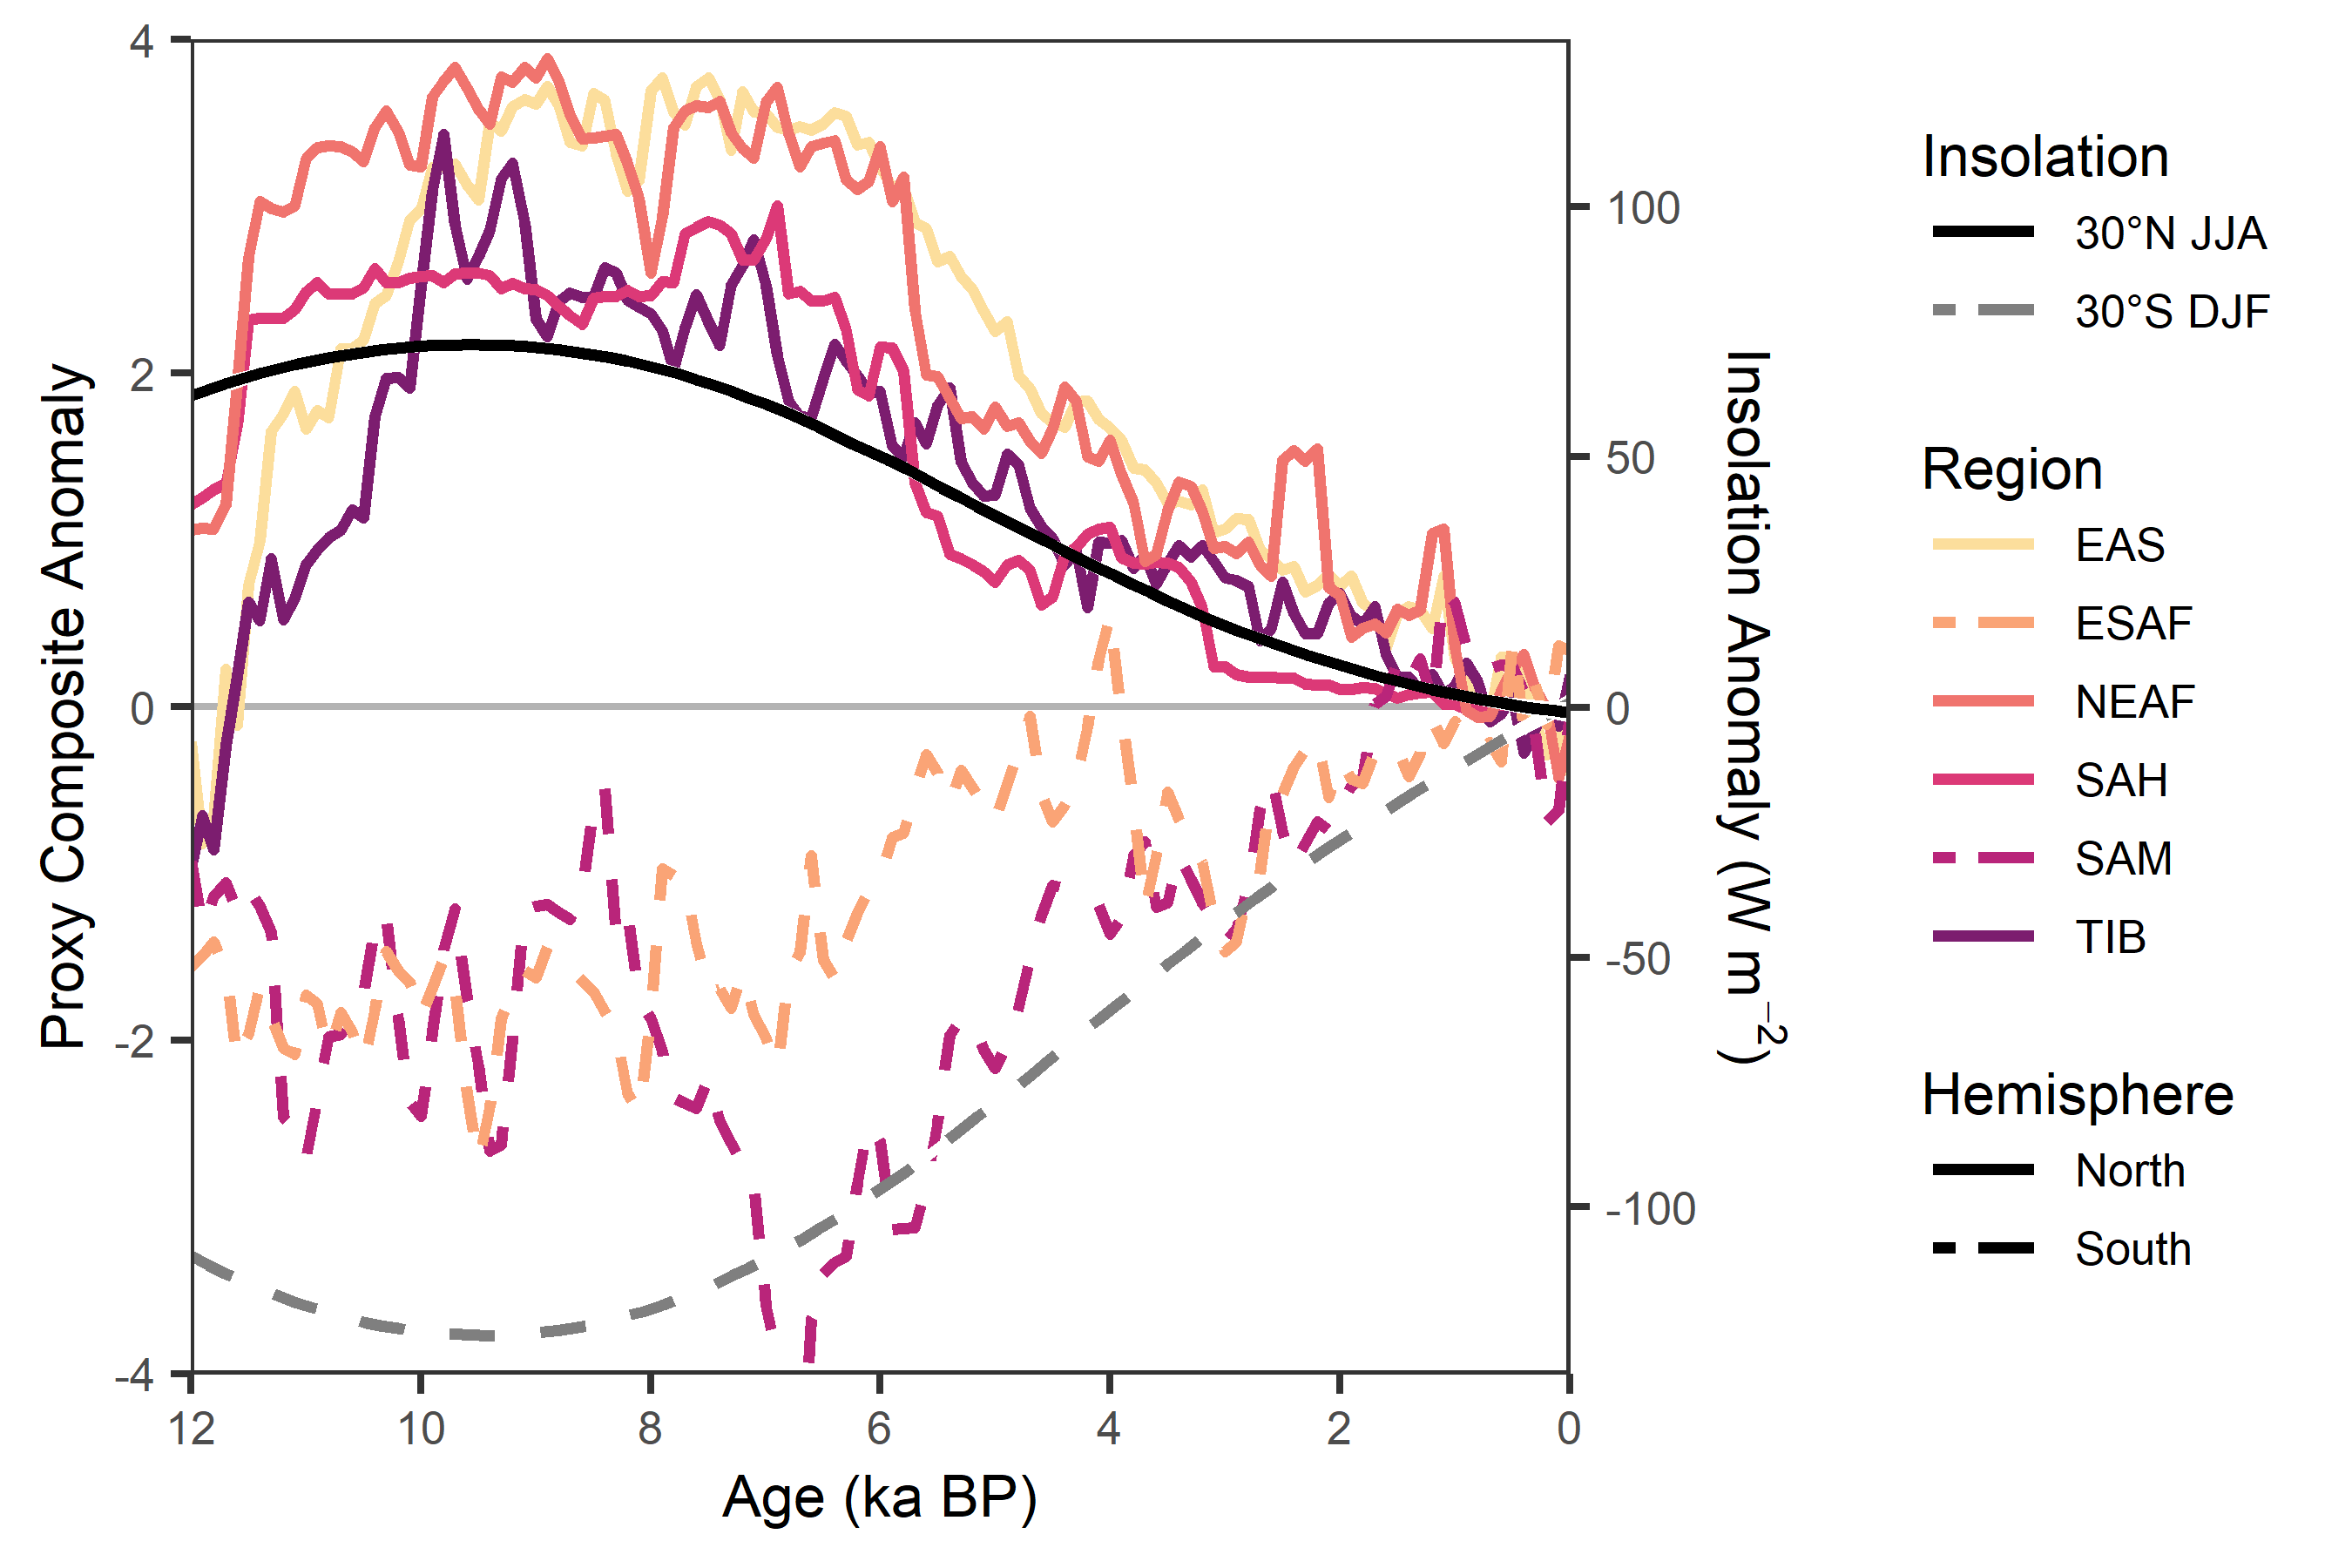 4
2
0
-2
-4
Proxy Composite Anomaly
12
10
8
6
4
2
0
Age (ka BP)
100
50
0
-50
-100
Insolation Anomaly (W m⁻²)
Insolation
30°N JJA
30°S DJF
Region
EAS
ESAF
NEAF
SAH
SAM
TIB
Hemisphere
North
South